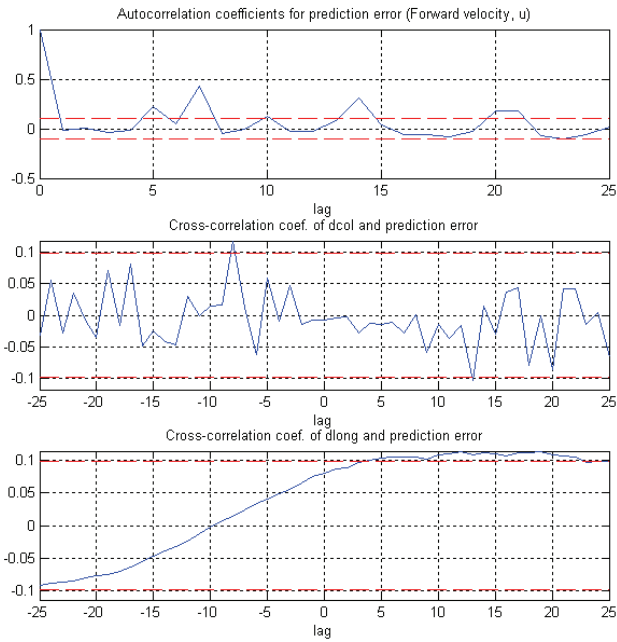 Autocorrelation coefficients for prediction error (Forward velocity, u)
1
0.5
0
-0.5
0 5 10 15 20 25
lag
Cross-correlation coef. of dcol and prediction error
0.1
0.05
0
-0.05
-0.1
-25 -20 -15 -10 -5 0 5 10 15 20 25
lag
Cross-correlation coef. of dlong and prediction error
0.1
0.05
0
-0.05
-0.1
-25 -20 -15 -10 -5 0 5 10 15 20 25
lag